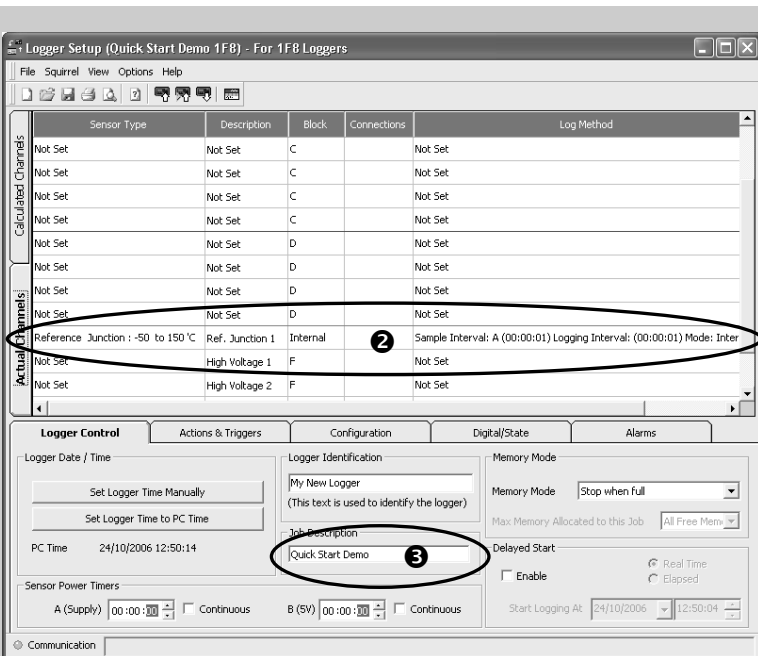 Logger Setup (Quick Start Demo 1F8) - For 1F8 Loggers
File Squirrel View Options Help
Calculated Channels
Actual Channels
Sensor Type Description Block Connections Log Method
Not Set Not Set C Not Set
Not Set Not Set C Not Set
Not Set Not Set C Not Set
Not Set Not Set C Not Set
Not Set Not Set D Not Set
Not Set Not Set D Not Set
Not Set Not Set D Not Set
Not Set Not Set D Not Set
Reference Junction : -50 to 150 'C Ref. Junction 1 Internal ❷ Sample Interval: A (00:00:01) Logging Interval: (00:00:01) Mode: Inter
Not Set High Voltage 1 F Not Set
Not Set High Voltage 2 F Not Set
Logger Control Actions & Triggers Configuration Digital/State Alarms
Logger Date / Time
Set Logger Time Manually
Set Logger Time to PC Time
PC Time 24/10/2006 12:50:14
Logger Identification
My New Logger
(This text is used to identify the logger)
Job Description
Quick Start Demo ❸
Memory Mode
Memory Mode Stop when full
Max Memory Allocated to this Job All Free Mem
Delayed Start
Enable
Real Time
Elapsed
Start Logging At 24/10/2006 12:50:04
Sensor Power Timers
A (Supply) 00:00:00 Continuous B (5V) 00:00:00 Continuous
Communication